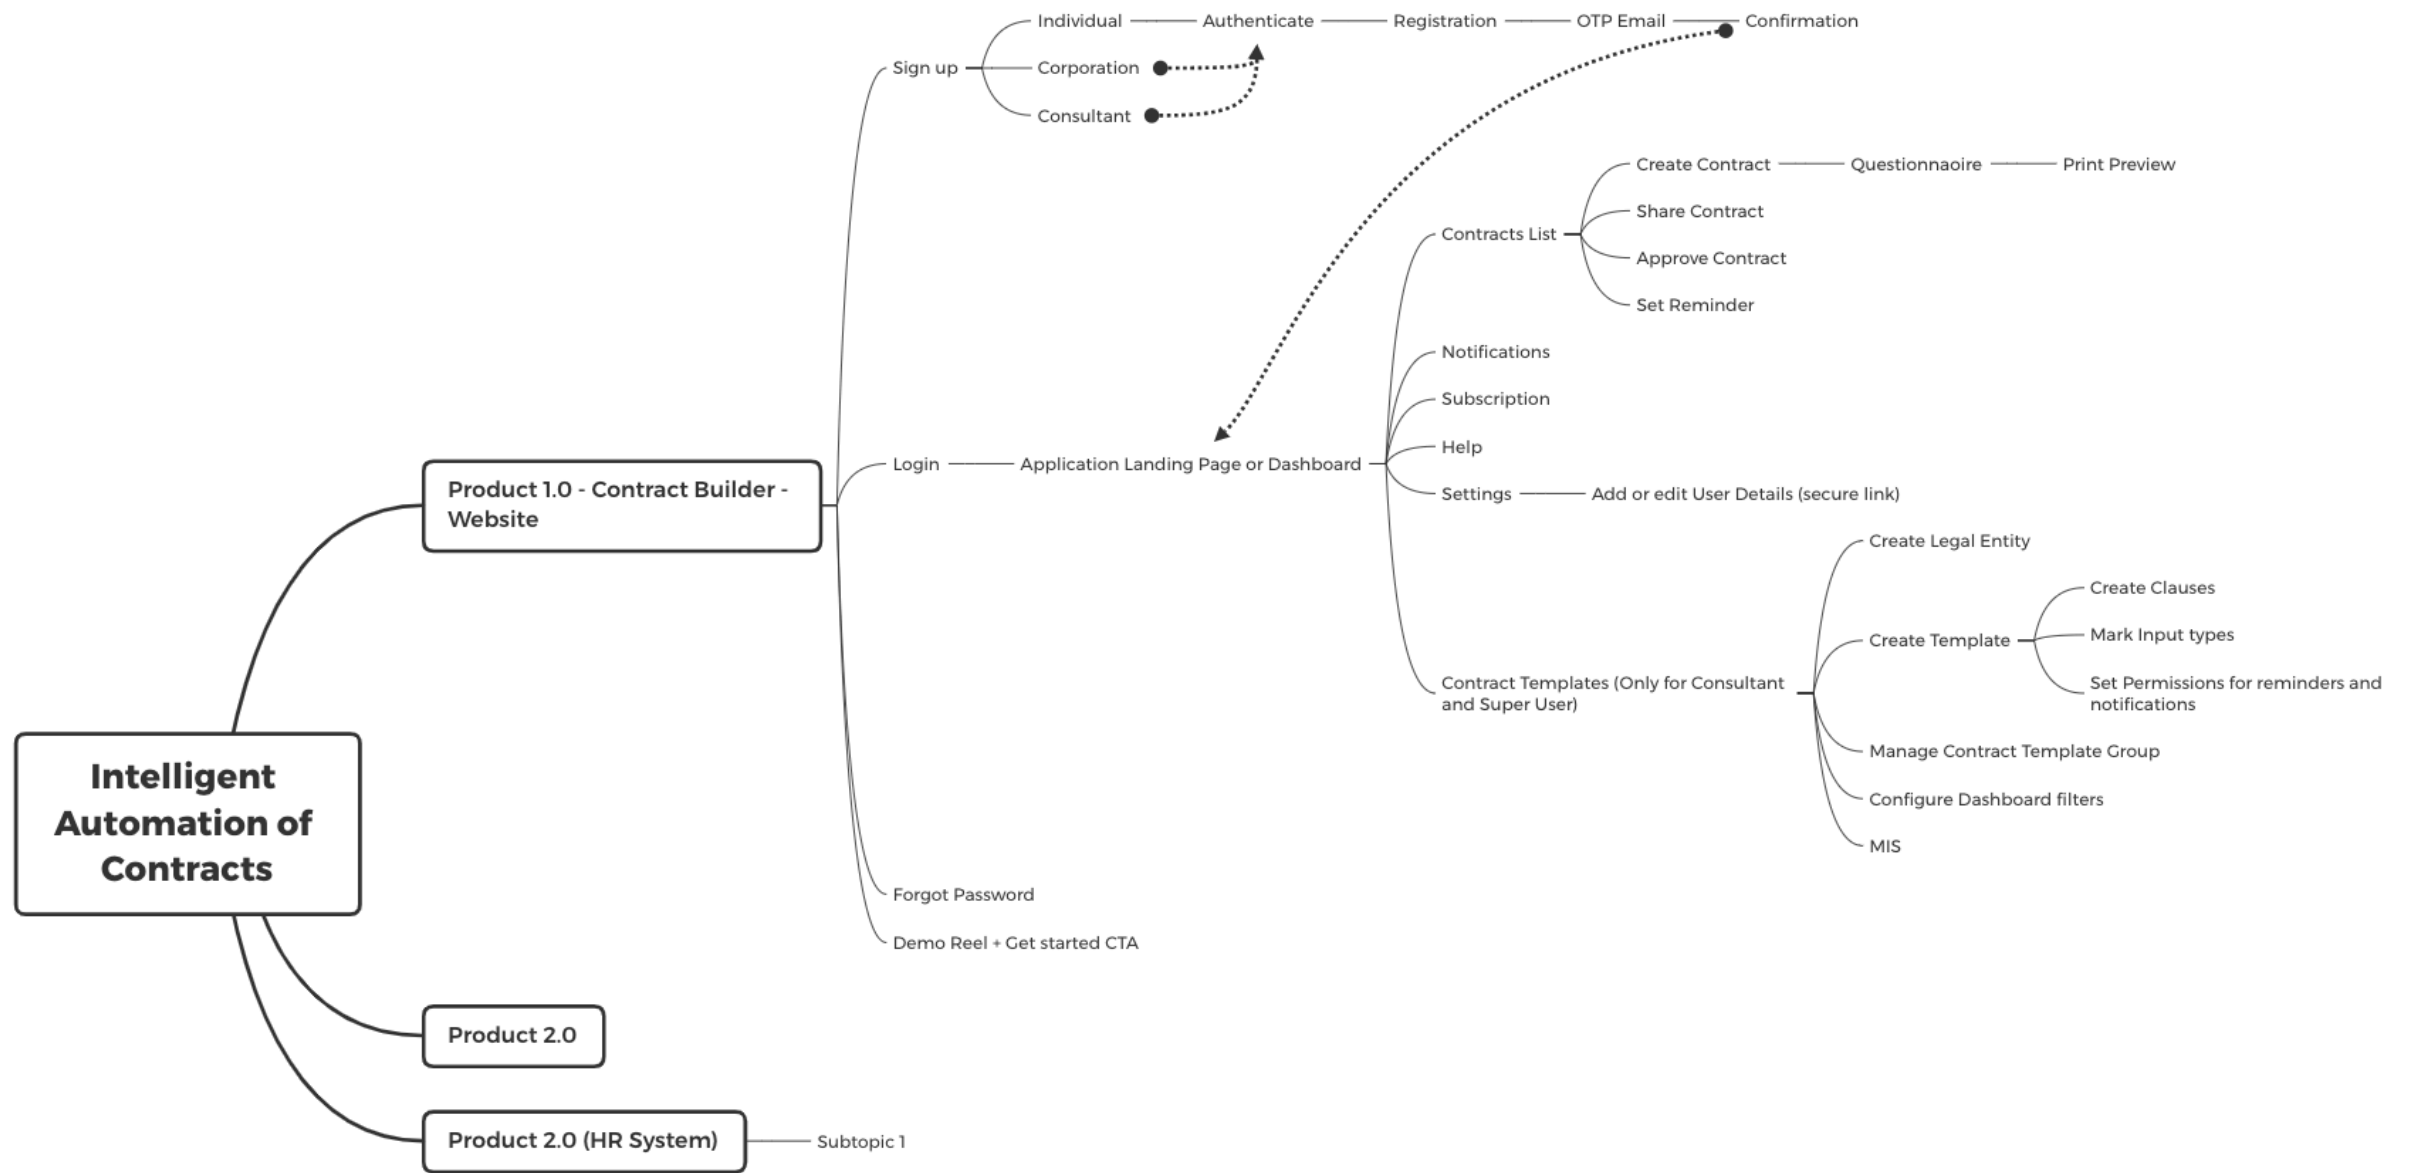 Individual
Authenticate
Registration
OTP Email
Confirmation
Sign up
Corporation
Consultant
Create Contract
Questionnaoire
Print Preview
Share Contract
Contracts List
Approve Contract
Set Reminder
Notifications
Subscription
Help
Login
Application Landing Page or Dashboard
Settings
Add or edit User Details (secure link)
Product 1.0 - Contract Builder -
Website
Create Legal Entity
Create Clauses
Create Template
Mark Input types
Contract Templates (Only for Consultant
and Super User)
Set Permissions for reminders and
notifications
Manage Contract Template Group
Configure Dashboard filters
MIS
Intelligent
Automation of
Contracts
Forgot Password
Demo Reel + Get started CTA
Product 2.0
Product 2.0 (HR System)
Subtopic 1